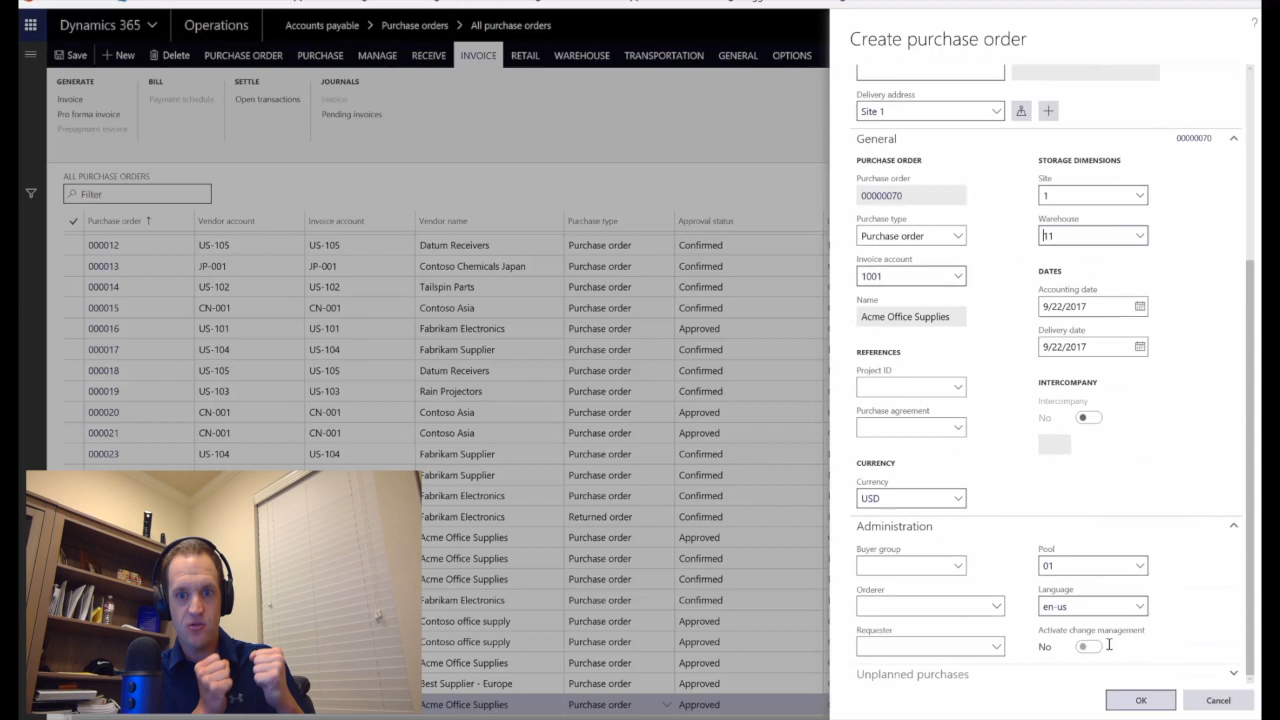 Dynamics 365
Operations
Accounts payable > Purchase orders > All purchase orders
Save
New
Delete
PURCHASE ORDER
PURCHASE
MANAGE
RECEIVE
INVOICE
RETAIL
WAREHOUSE
TRANSPORTATION
GENERAL
OPTIONS
GENERATE
Invoice
Pro forma invoice
Prepayment invoice
BILL
Payment schedule
SETTLE
Open transactions
JOURNALS
Invoice
Pending invoices
ALL PURCHASE ORDERS
Filter
Purchase order Vendor account Invoice account Vendor name Purchase type Approval status
000012 US-105 US-105 Datum Receivers Purchase order Confirmed
000013 JP-001 JP-001 Contoso Chemicals Japan Purchase order Confirmed
000014 US-102 US-102 Tailspin Parts Purchase order Confirmed
000015 CN-001 CN-001 Contoso Asia Purchase order Confirmed
000016 US-101 US-101 Fabrikam Electronics Purchase order Approved
000017 US-104 US-104 Fabrikam Supplier Purchase order Confirmed
000018 US-105 US-105 Datum Receivers Purchase order Confirmed
000019 US-103 US-103 Rain Projectors Purchase order Confirmed
000020 CN-001 CN-001 Contoso Asia Purchase order Approved
000021 CN-001 CN-001 Contoso Asia Purchase order Approved
000023 US-104 US-104 Fabrikam Supplier Purchase order Confirmed
Fabrikam Supplier Purchase order Confirmed
Fabrikam Electronics Purchase order Confirmed
Fabrikam Electronics Returned order Confirmed
Acme Office Supplies Purchase order Confirmed
Acme Office Supplies Purchase order Confirmed
Fabrikam Electronics Purchase order Confirmed
Contoso office supply Purchase order Confirmed
Contoso office supply Purchase order Confirmed
Acme Office Supplies Purchase order Approved
Best Supplier - Europe Purchase order Approved
Acme Office Supplies Purchase order Approved
?
Create purchase order
Delivery address
Site 1
General
00000070
PURCHASE ORDER
Purchase order
00000070
Purchase type
Purchase order
Invoice account
1001
Name
Acme Office Supplies
REFERENCES
Project ID
Purchase agreement
CURRENCY
Currency
USD
STORAGE DIMENSIONS
Site
1
Warehouse
11
DATES
Accounting date
9/22/2017
Delivery date
9/22/2017
INTERCOMPANY
Intercompany
No
Administration
Buyer group
Orderer
Requester
Pool
01
Language
en-us
Activate change management
No
Unplanned purchases
OK
Cancel